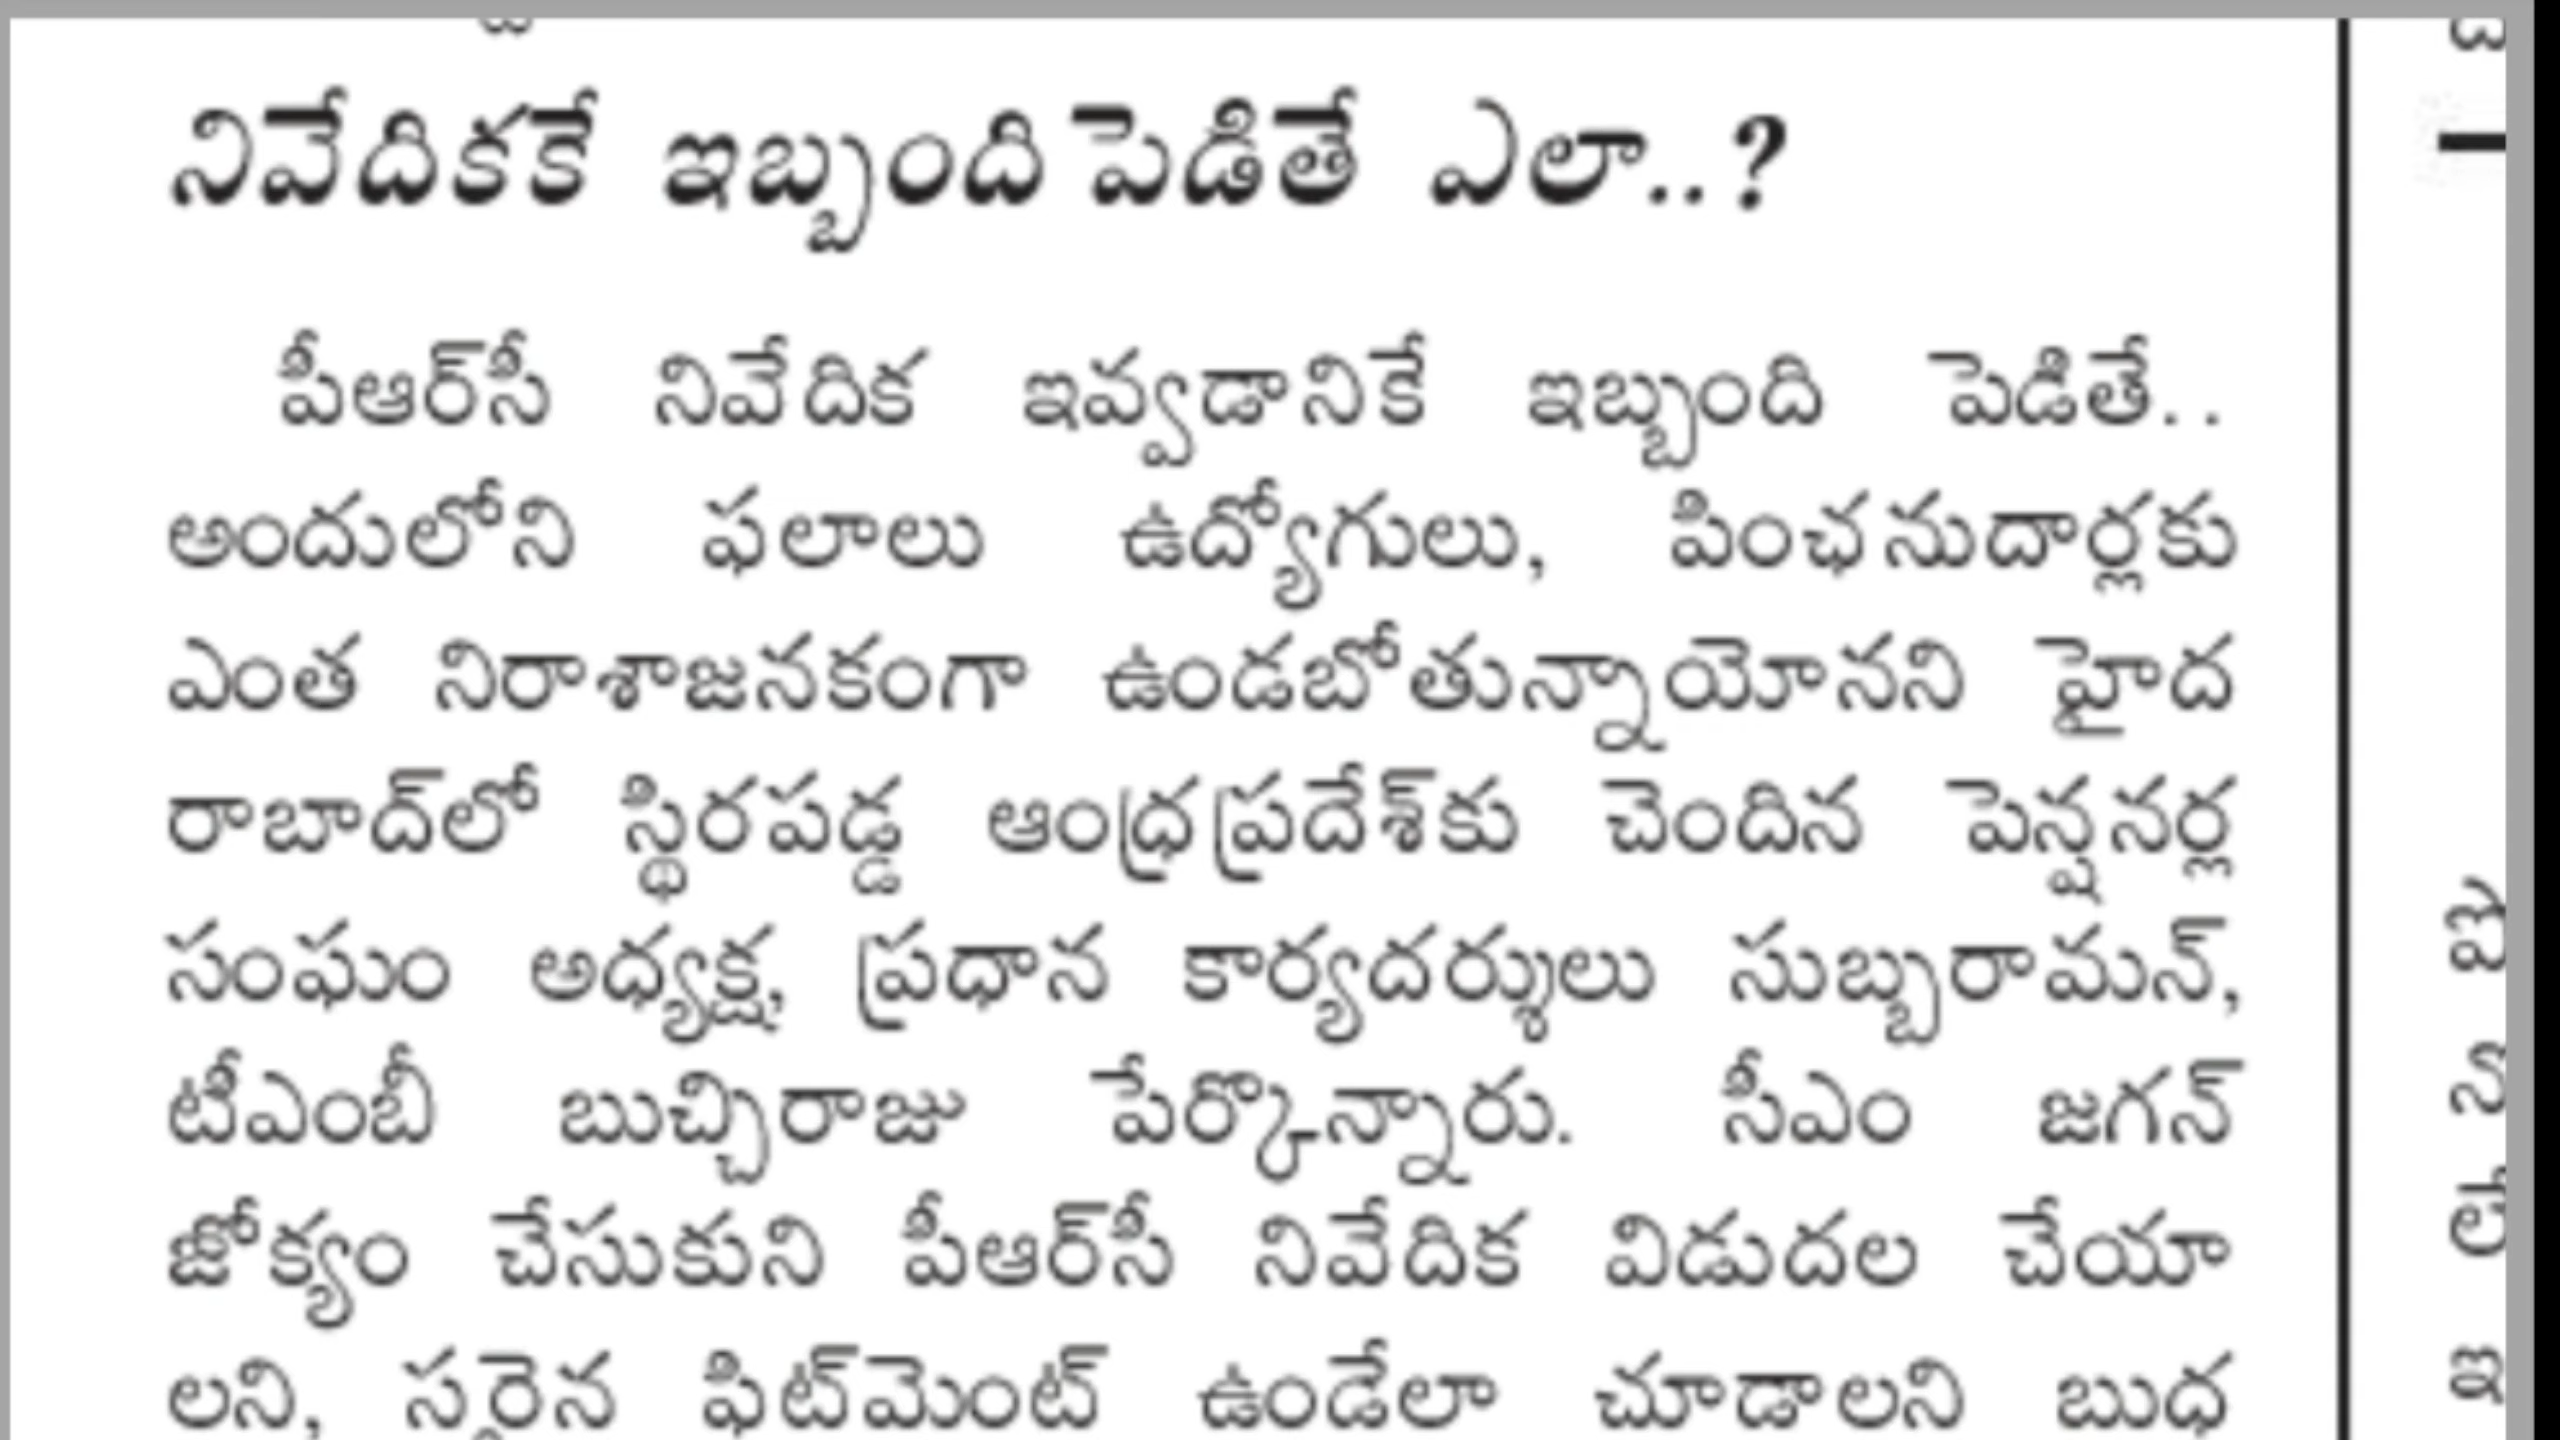 నివేదికకే ఇబ్బంది పెడితే ఎలా..?
పీఆర్‌సీ నివేదిక ఇవ్వడానికే ఇబ్బంది పెడితే..
అందులోని ఫలాలు ఉద్యోగులు, పింఛనుదార్లకు
ఎంత నిరాశాజనకంగా ఉండబోతున్నాయోనని హైద
రాబాద్‌లో స్థిరపడ్డ ఆంధ్రప్రదేశ్‌కు చెందిన పెన్షనర్ల
సంఘం అధ్యక్ష, ప్రధాన కార్యదర్శులు సుబ్బరామన్,
టీఎంబీ బుచ్చిరాజు పేర్కొన్నారు. సీఎం జగన్
జోక్యం చేసుకుని పీఆర్‌సీ నివేదిక విడుదల చేయా
లని, సరైన ఫిట్‌మెంట్ ఉండేలా చూడాలని బుధ